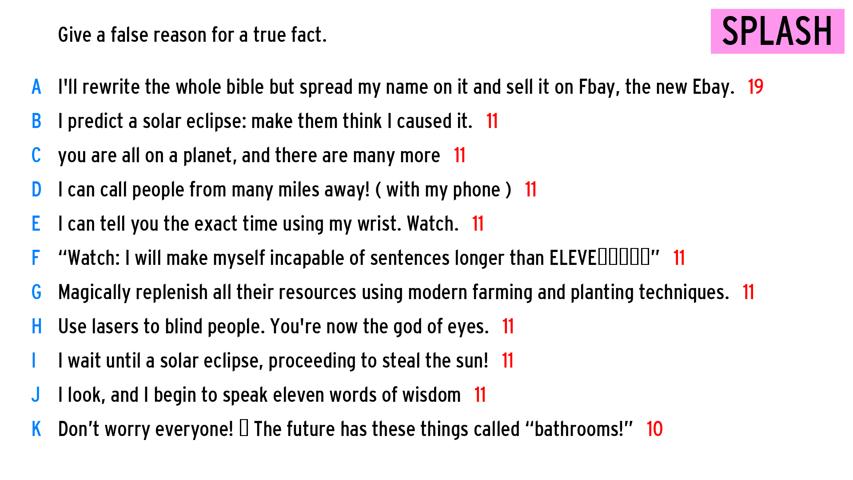 Give a false reason for a true fact.
SPLASH
A I'll rewrite the whole bible but spread my name on it and sell it on Fbay, the new Ebay. 19
B I predict a solar eclipse: make them think I caused it. 11
C you are all on a planet, and there are many more 11
D I can call people from many miles away! ( with my phone ) 11
E I can tell you the exact time using my wrist. Watch. 11
F “Watch: I will make myself incapable of sentences longer than ELEVE▯▯▯▯▯” 11
G Magically replenish all their resources using modern farming and planting techniques. 11
H Use lasers to blind people. You're now the god of eyes. 11
I I wait until a solar eclipse, proceeding to steal the sun! 11
J I look, and I begin to speak eleven words of wisdom 11
K Don’t worry everyone! ▯ The future has these things called “bathrooms!” 10